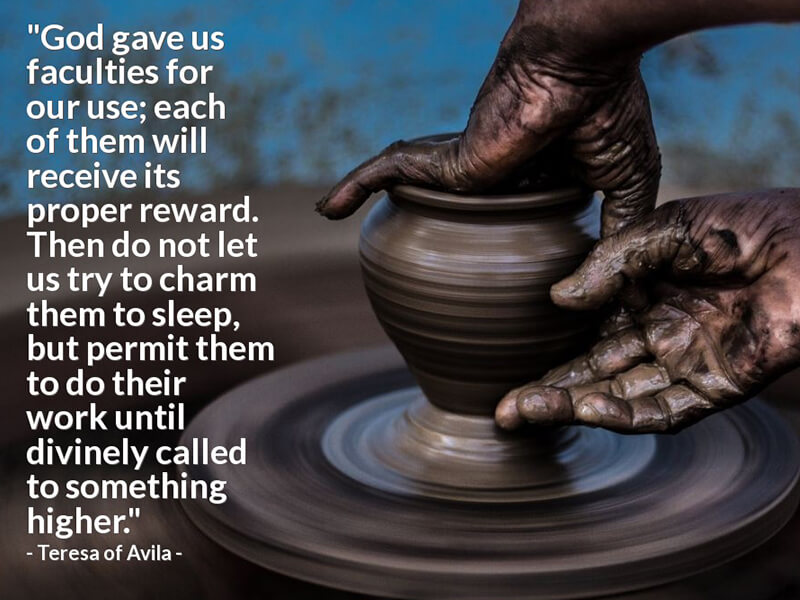 "God gave us
faculties for
our use; each
of them will
receive its
proper reward.
Then do not let
us try to charm
them to sleep,
but permit them
to do their
work until
divinely called
to something
higher."
- Teresa of Avila -